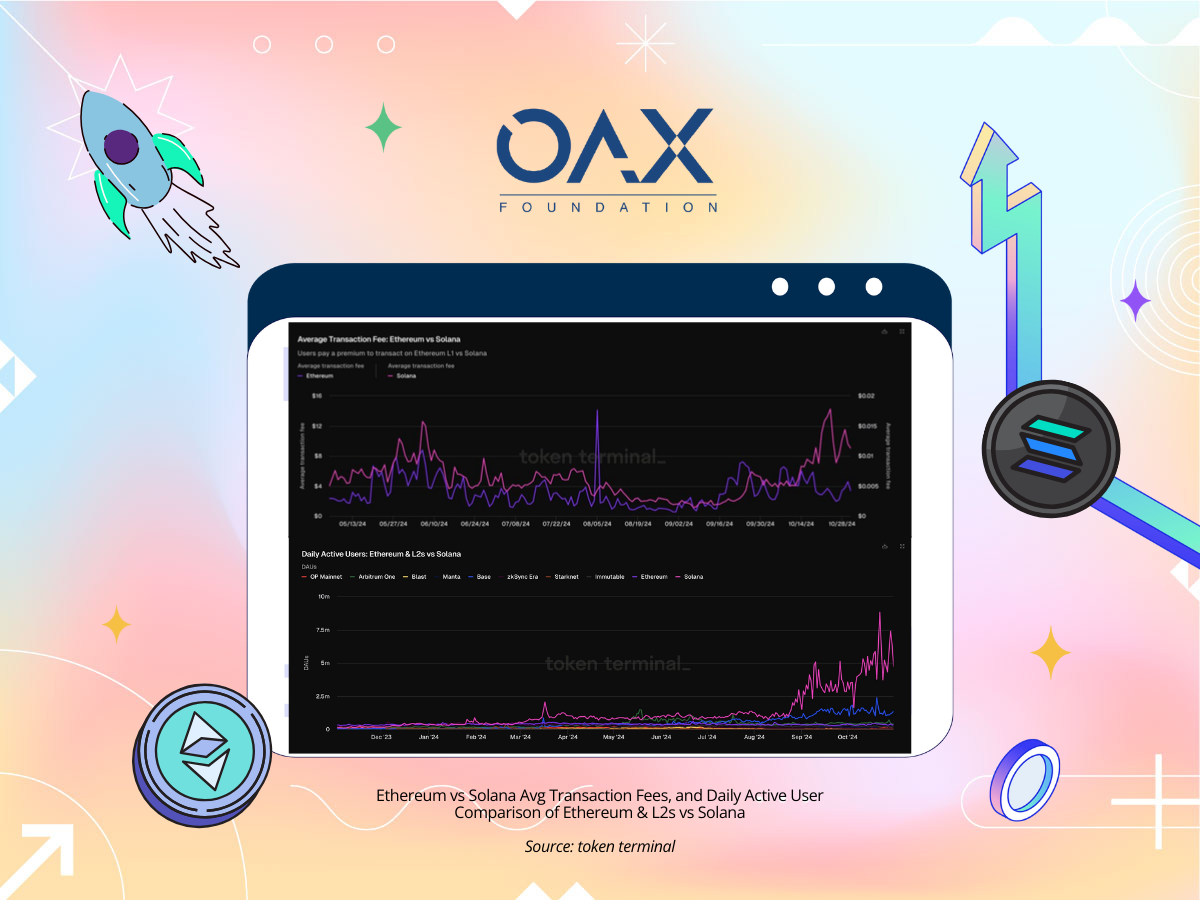 OAX
FOUNDATION
Average Transaction Fee: Ethereum vs Solana
Users pay a premium to transact on Ethereum L1 vs Solana
Average transaction fee Average transaction fee
Ethereum Solana
$16 $0.02
$12 $0.015
$8 $0.01
$4 $0.005
$0 $0
Average transaction fee
Average transaction fee
token terminal_
05/13/24 05/27/24 06/10/24 06/24/24 07/08/24 07/22/24 08/05/24 08/19/24 09/02/24 09/16/24 09/30/24 10/14/24 10/28/24
Daily Active Users: Ethereum & L2s vs Solana
DAUs
OP Mainnet Arbitrum One Blast Manta Base zkSync Era Starknet Immutable Ethereum Solana
10m
7.5m
5m
2.5m
0
DAUs
token terminal_
Dec '23 Jan '24 Feb '24 Mar '24 Apr '24 May '24 Jun '24 Jul '24 Aug '24 Sep '24 Oct '24
Ethereum vs Solana Avg Transaction Fees, and Daily Active User
Comparison of Ethereum & L2s vs Solana
Source: token terminal